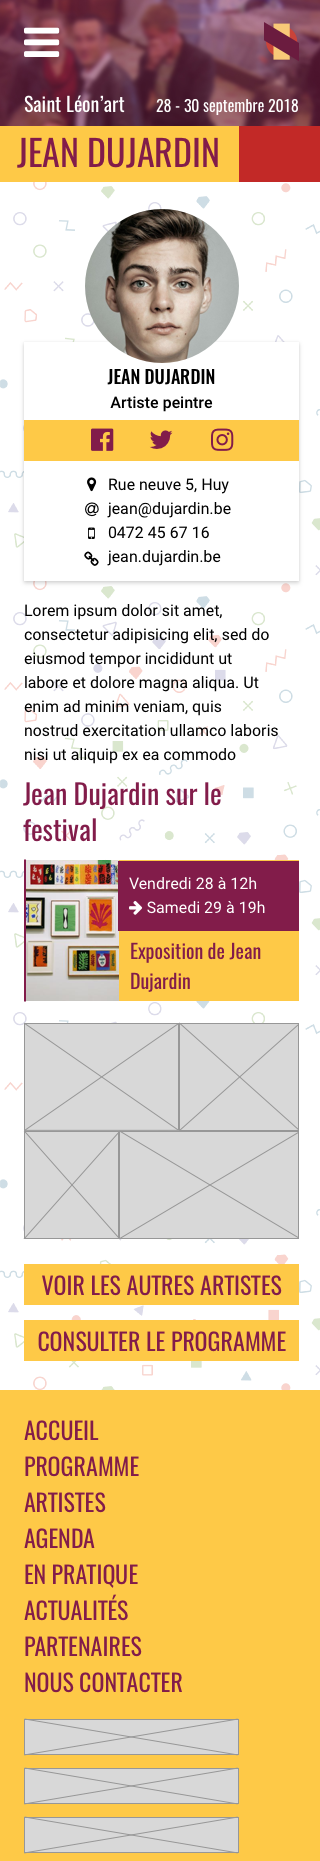 Saint Léon'art 28 - 30 septembre 2018
JEAN DUJARDIN
JEAN DUJARDIN
Artiste peintre
Rue neuve 5, Huy
jean@dujardin.be
0472 45 67 16
jean.dujardin.be
Lorem ipsum dolor sit amet,
consectetur adipisicing elit, sed do
eiusmod tempor incididunt ut
labore et dolore magna aliqua. Ut
enim ad minim veniam, quis
nostrud exercitation ullamco laboris
nisi ut aliquip ex ea commodo
Jean Dujardin sur le
festival
Vendredi 28 à 12h
→ Samedi 29 à 19h
Exposition de Jean
Dujardin
VOIR LES AUTRES ARTISTES
CONSULTER LE PROGRAMME
ACCUEIL
PROGRAMME
ARTISTES
AGENDA
EN PRATIQUE
ACTUALITÉS
PARTENAIRES
NOUS CONTACTER